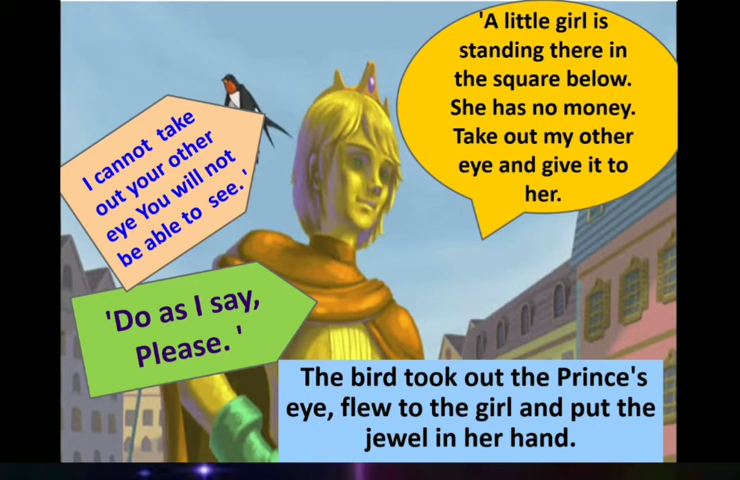 'A little girl is
standing there in
the square below.
She has no money.
Take out my other
eye and give it to
her.
I cannot take
out your other
eye You will not
be able to see.'
'Do as I say,
Please. '
The bird took out the Prince's
eye, flew to the girl and put the
jewel in her hand.